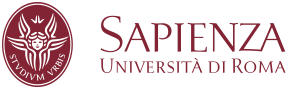 SAPIENZA
UNIVERSITÀ DI ROMA
STVDIVM VRBIS